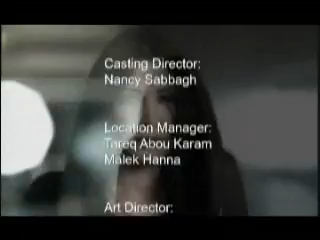 Casting Director:
Nancy Sabbagh
Location Manager:
Tareq Abou Karam
Malek Hanna
Art Director: